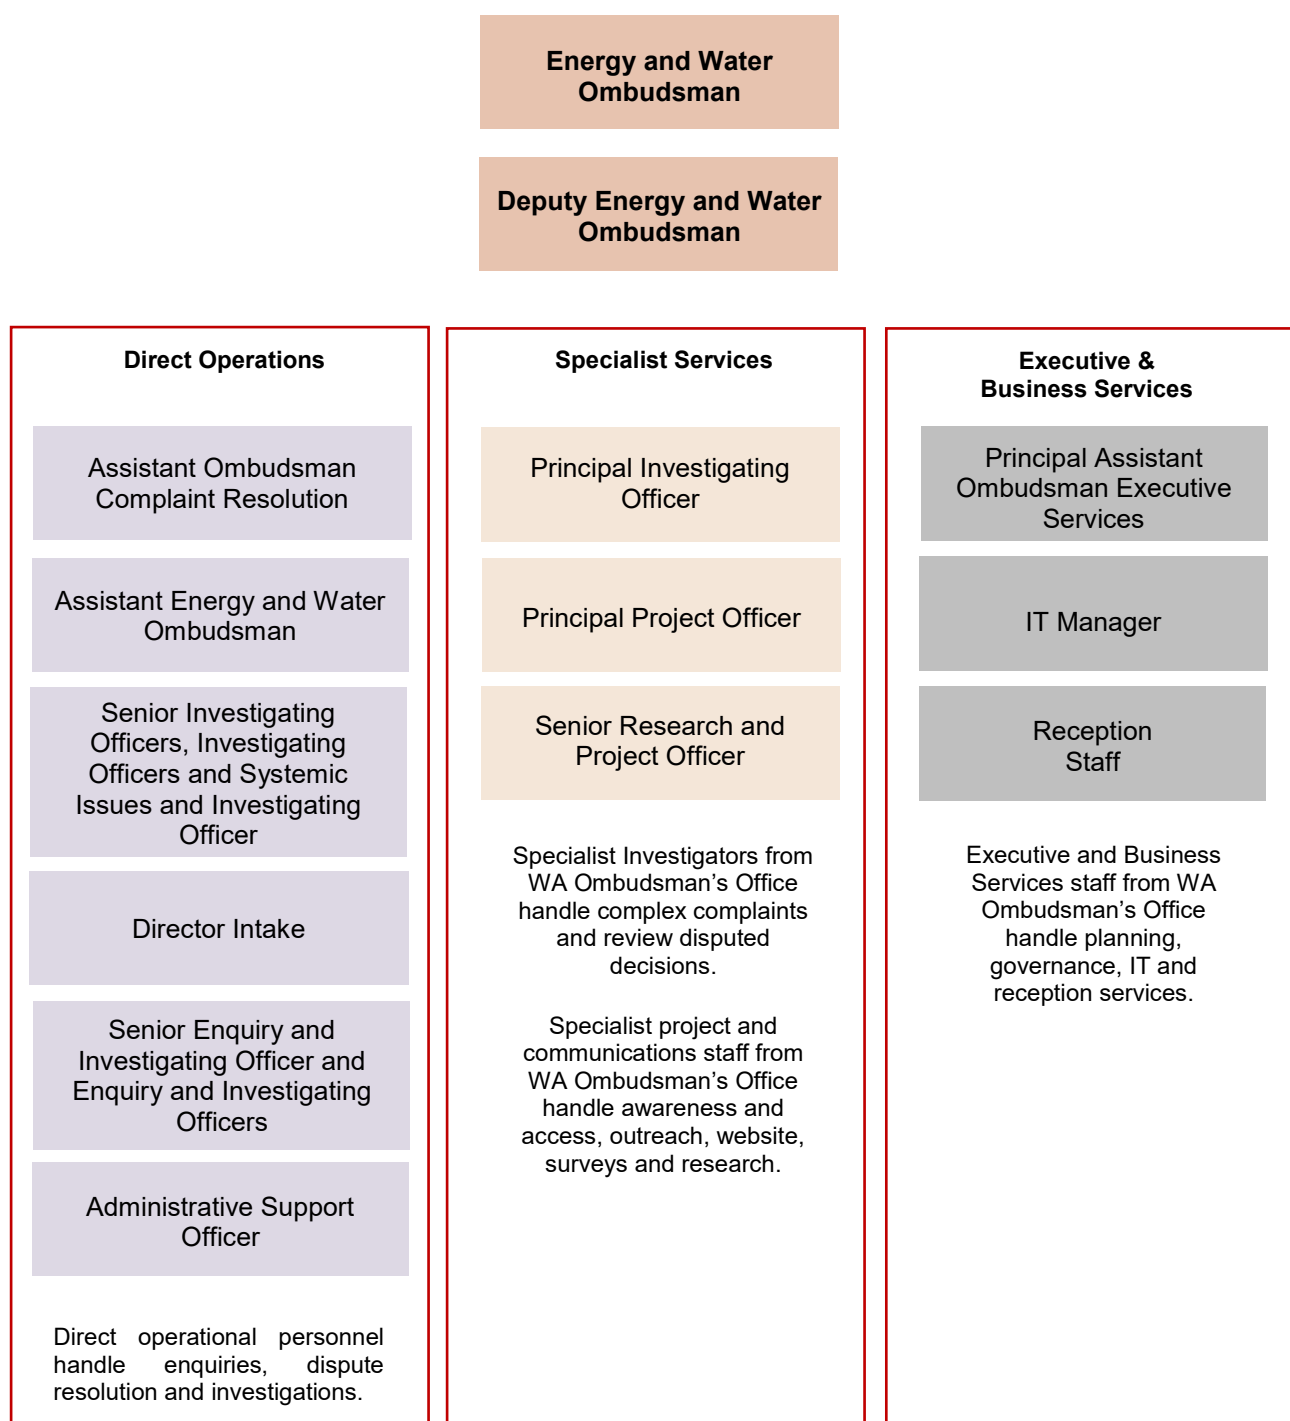 Energy and Water
Ombudsman
Deputy Energy and Water
Ombudsman
Direct Operations
Assistant Ombudsman
Complaint Resolution
Assistant Energy and Water
Ombudsman
Senior Investigating
Officers, Investigating
Officers and Systemic
Issues and Investigating
Officer
Director Intake
Senior Enquiry and
Investigating Officer and
Enquiry and Investigating
Officers
Administrative Support
Officer
Direct operational personnel
handle enquiries, dispute
resolution and investigations.
Specialist Services
Principal Investigating
Officer
Principal Project Officer
Senior Research and
Project Officer
Specialist Investigators from
WA Ombudsman's Office
handle complex complaints
and review disputed
decisions.
Specialist project and
communications staff from
WA Ombudsman's Office
handle awareness and
access, outreach, website,
surveys and research.
Executive &
Business Services
Principal Assistant
Ombudsman Executive
Services
IT Manager
Reception
Staff
Executive and Business
Services staff from WA
Ombudsman's Office
handle planning,
governance, IT and
reception services.